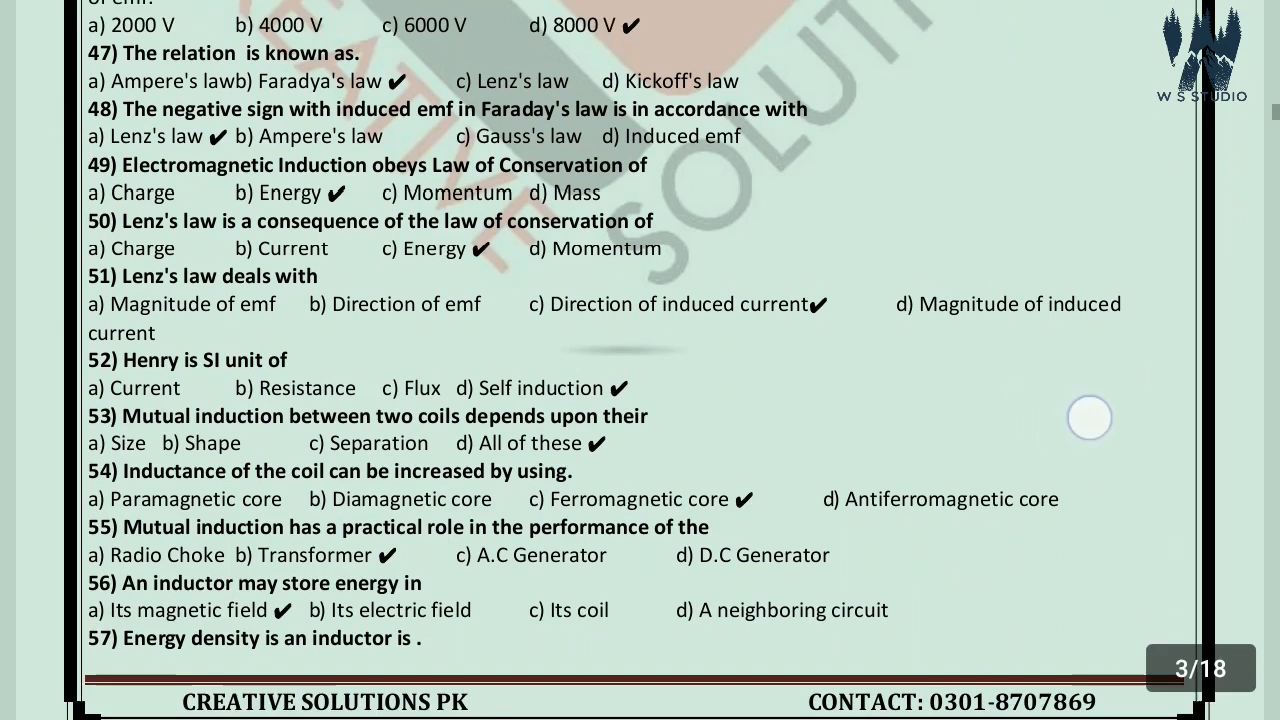 a) 2000 V b) 4000 V c) 6000 V d) 8000 V ✔
47) The relation is known as.
a) Ampere's lawb) Faradya's law ✔ c) Lenz's law d) Kickoff's law
48) The negative sign with induced emf in Faraday's law is in accordance with
a) Lenz's law ✔ b) Ampere's law c) Gauss's law d) Induced emf
49) Electromagnetic Induction obeys Law of Conservation of
a) Charge b) Energy ✔ c) Momentum d) Mass
50) Lenz's law is a consequence of the law of conservation of
a) Charge b) Current c) Energy ✔ d) Momentum
51) Lenz's law deals with
a) Magnitude of emf b) Direction of emf c) Direction of induced current✔ d) Magnitude of induced
current
52) Henry is SI unit of
a) Current b) Resistance c) Flux d) Self induction ✔
53) Mutual induction between two coils depends upon their
a) Size b) Shape c) Separation d) All of these ✔
54) Inductance of the coil can be increased by using.
a) Paramagnetic core b) Diamagnetic core c) Ferromagnetic core ✔ d) Antiferromagnetic core
55) Mutual induction has a practical role in the performance of the
a) Radio Choke b) Transformer ✔ c) A.C Generator d) D.C Generator
56) An inductor may store energy in
a) Its magnetic field ✔ b) Its electric field c) Its coil d) A neighboring circuit
57) Energy density is an inductor is .
CREATIVE SOLUTIONS PK CONTACT: 0301-8707869
3/18
W S STUDIO